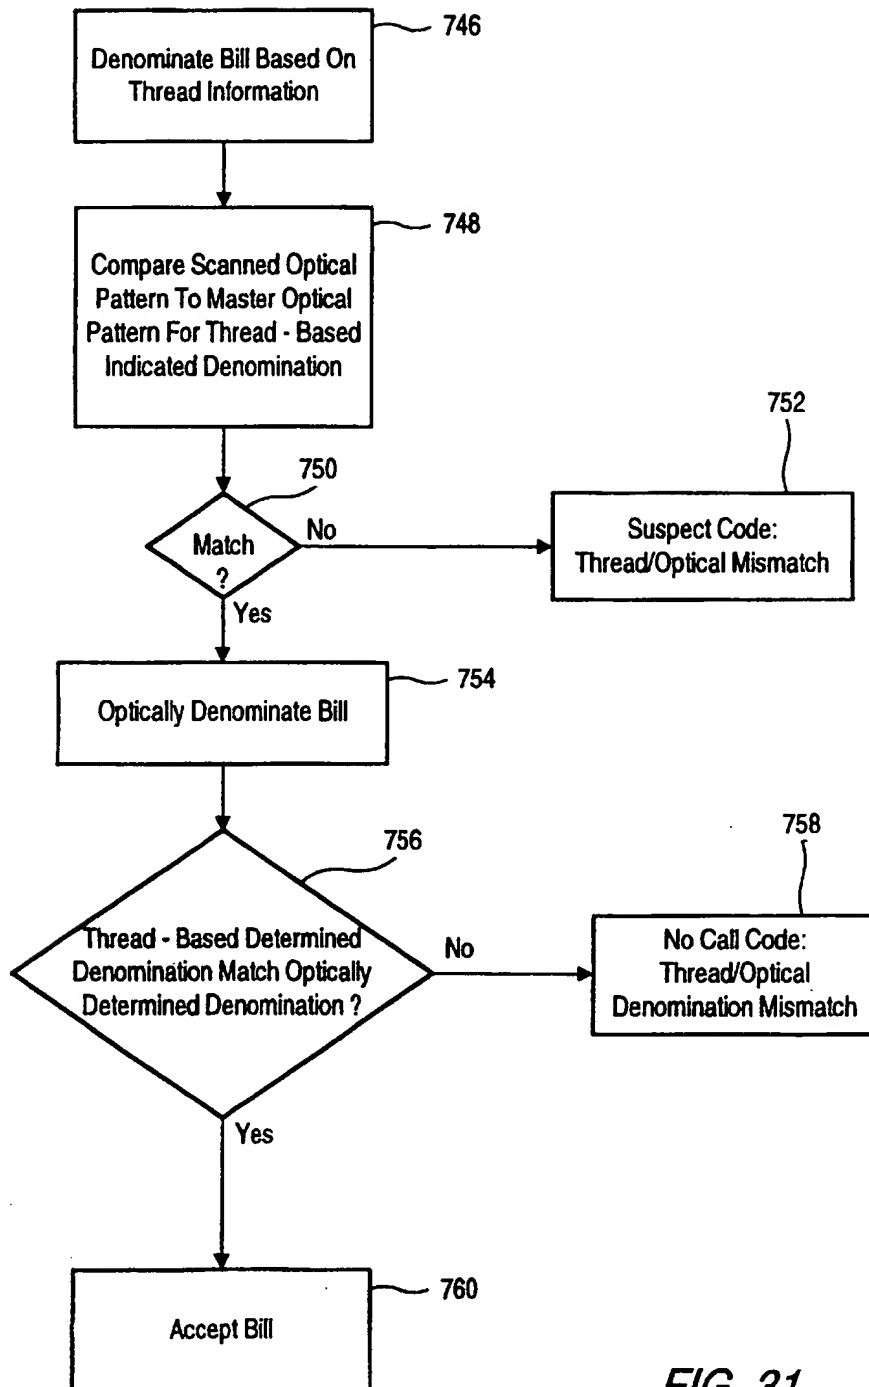 746
Denominate Bill Based On
Thread Information
748
Compare Scanned Optical
Pattern To Master Optical
Pattern For Thread - Based
Indicated Denomination
752
750
Match
?
No
Suspect Code:
Thread/Optical Mismatch
Yes
754
Optically Denominate Bill
756
758
Thread - Based Determined
Denomination Match Optically
Determined Denomination ?
No
No Call Code:
Thread/Optical
Denomination Mismatch
Yes
760
Accept Bill
FIG. 31